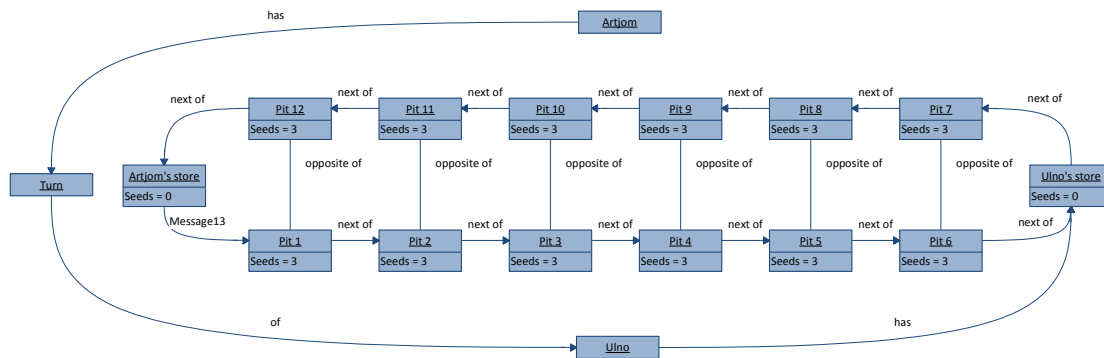 has
Artjom
next of
Pit 12
Seeds = 3
next of
Pit 11
Seeds = 3
next of
Pit 10
Seeds = 3
next of
Pit 9
Seeds = 3
next of
Pit 8
Seeds = 3
next of
Pit 7
Seeds = 3
next of
opposite of
opposite of
opposite of
opposite of
opposite of
opposite of
Turn
Artjom's store
Seeds = 0
Ulno's store
Seeds = 0
Message13
Pit 1
Seeds = 3
next of
Pit 2
Seeds = 3
next of
Pit 3
Seeds = 3
next of
Pit 4
Seeds = 3
next of
Pit 5
Seeds = 3
next of
Pit 6
Seeds = 3
next of
of
Ulno
has